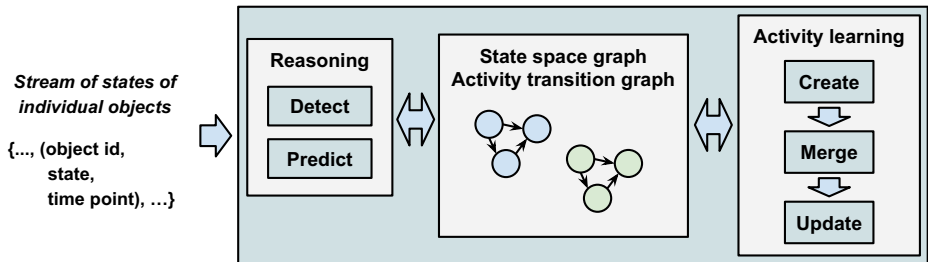 Stream of states of
individual objects
{..., (object id,
state,
time point), ...}
Reasoning
Detect
Predict
State space graph
Activity transition graph
Activity learning
Create
Merge
Update